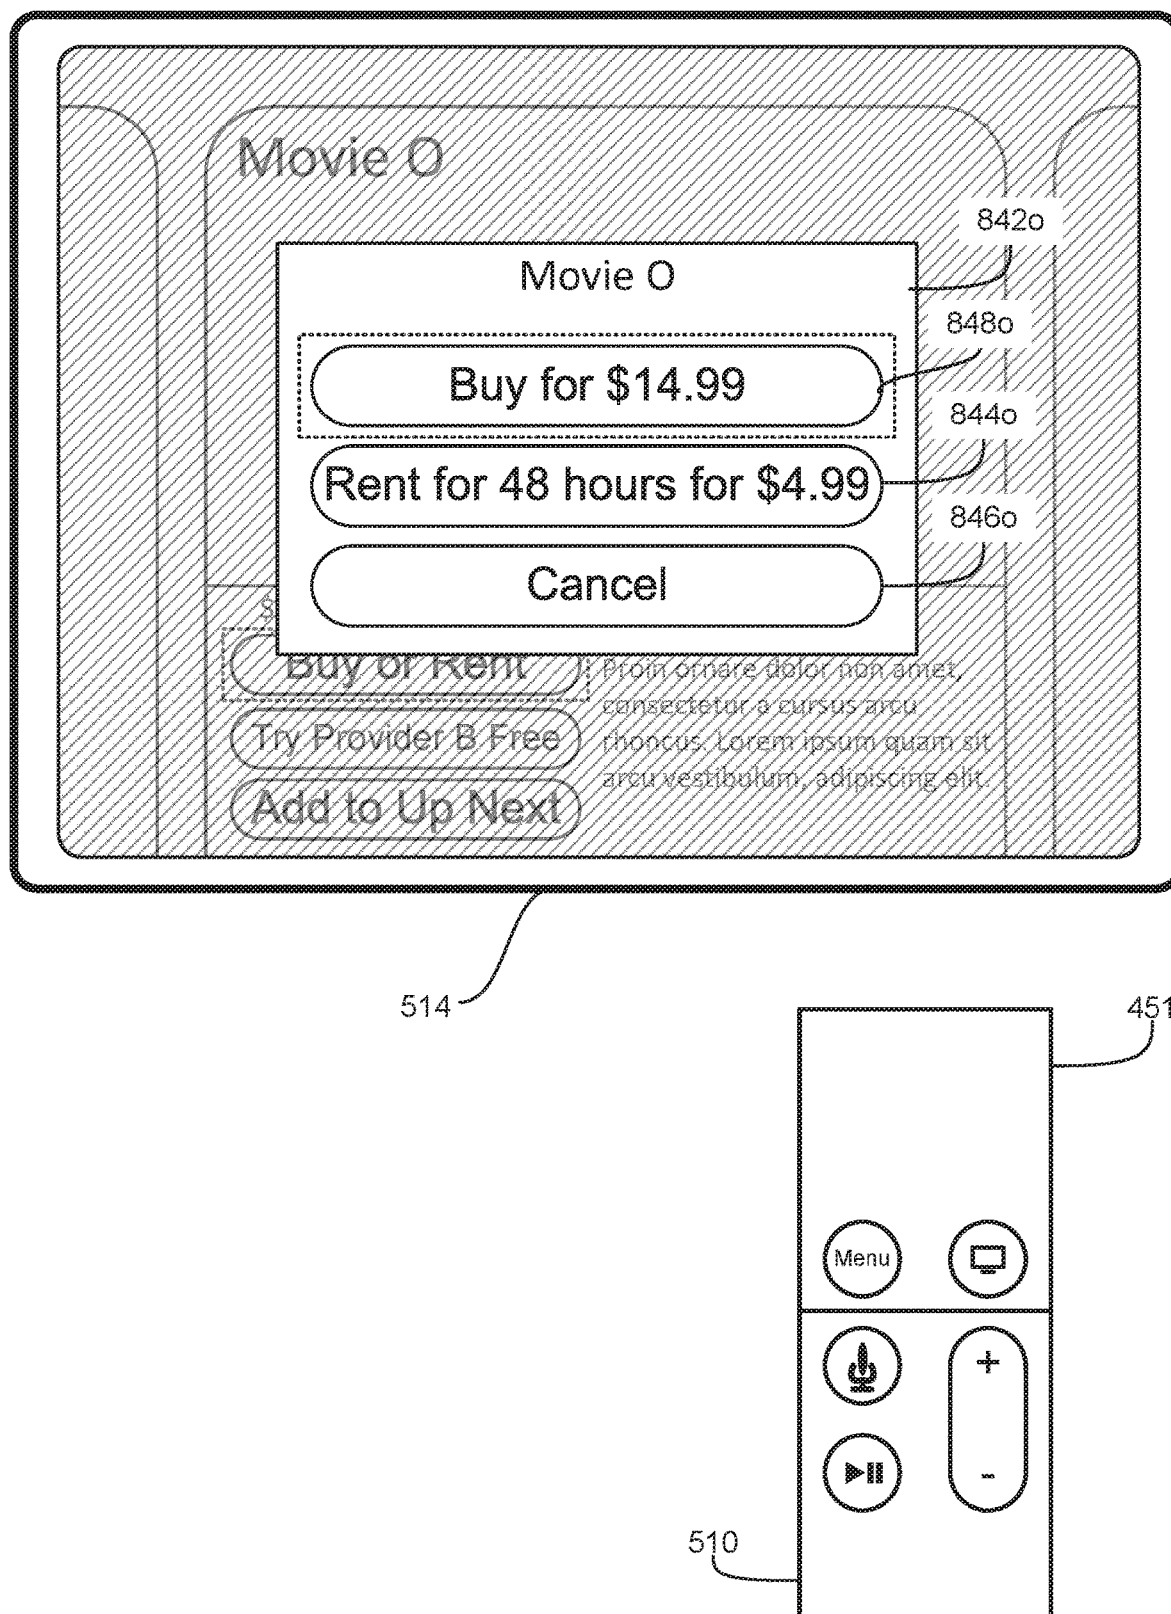 Movie O
842o
Movie O
848o
Buy for $14.99
844o
Rent for 48 hours for $4.99
846o
Cancel
S
Buy or Rent
Proin ornare dolor non amet,
consectetur a cursus arcu
Try Provider B Free
rhoncus. Lorem ipsum quam sit
arcu vestibulum, adipiscing elit.
Add to Up Next
514
451
Menu
+
-
510